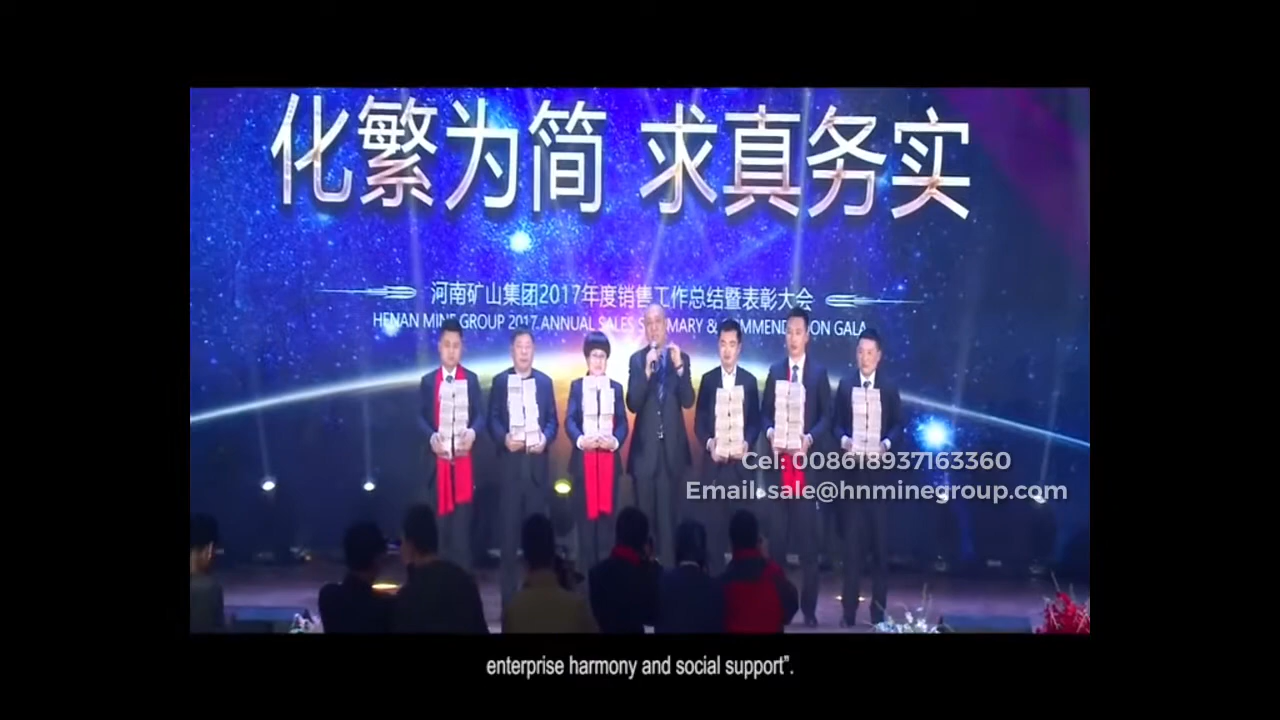 化繁为简 求真务实
河南矿山集团2017年度销售工作总结暨表彰大会
HENAN MINE GROUP 2017 ANNUAL SALES SUMMARY & COMMENDATION GALA
Cel: 008618937163360
Email: sale@hnminegroup.com
enterprise harmony and social support”.